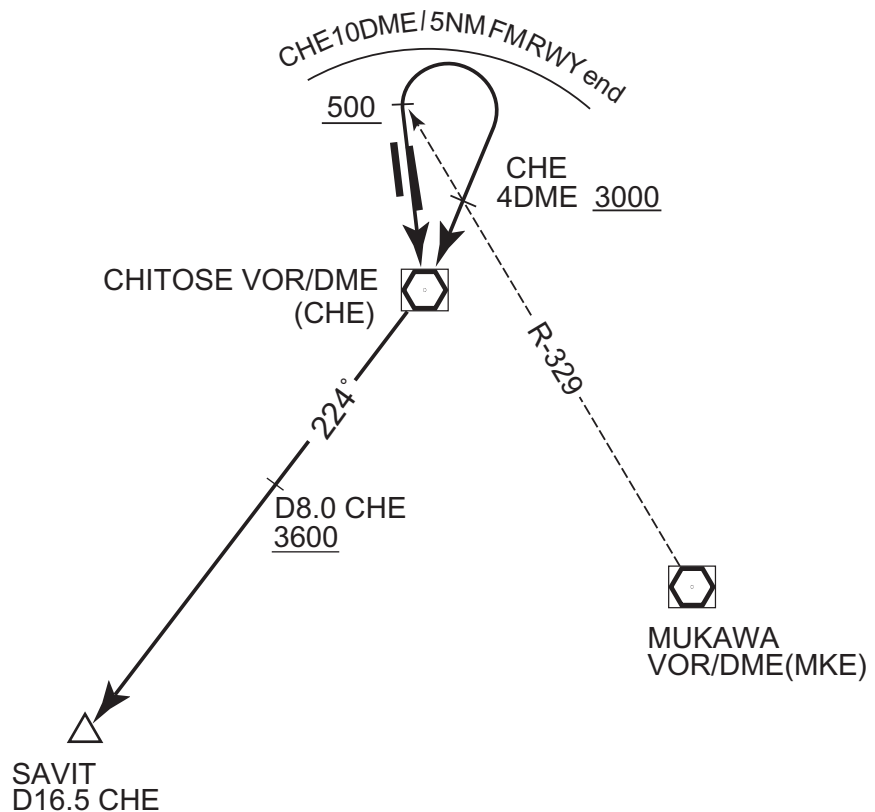 CHE10DME/5NM FM RWY end
500
CHE
4DME 3000
CHITOSE VOR/DME
(CHE)
R-329
224°
D8.0 CHE
3600
MUKAWA
VOR/DME(MKE)
SAVIT
D16.5 CHE